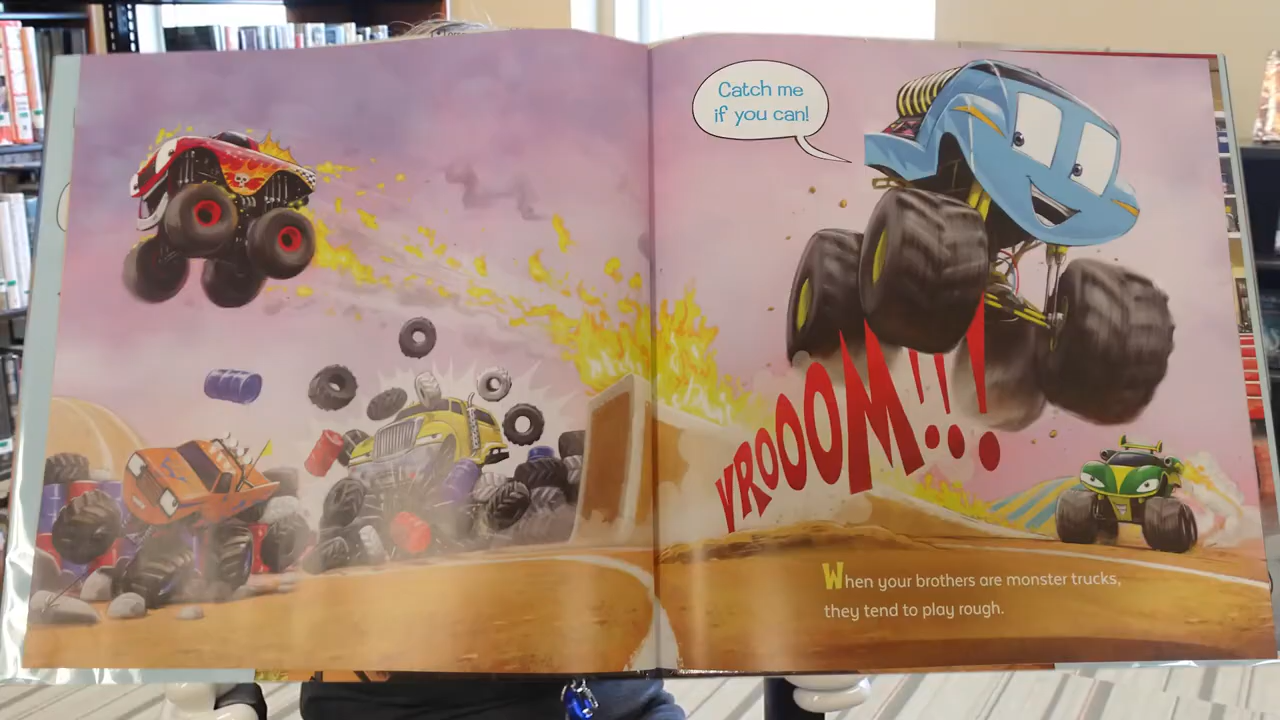 Catch me
if you can!
VROOOM!!!
When your brothers are monster trucks,
they tend to play rough.